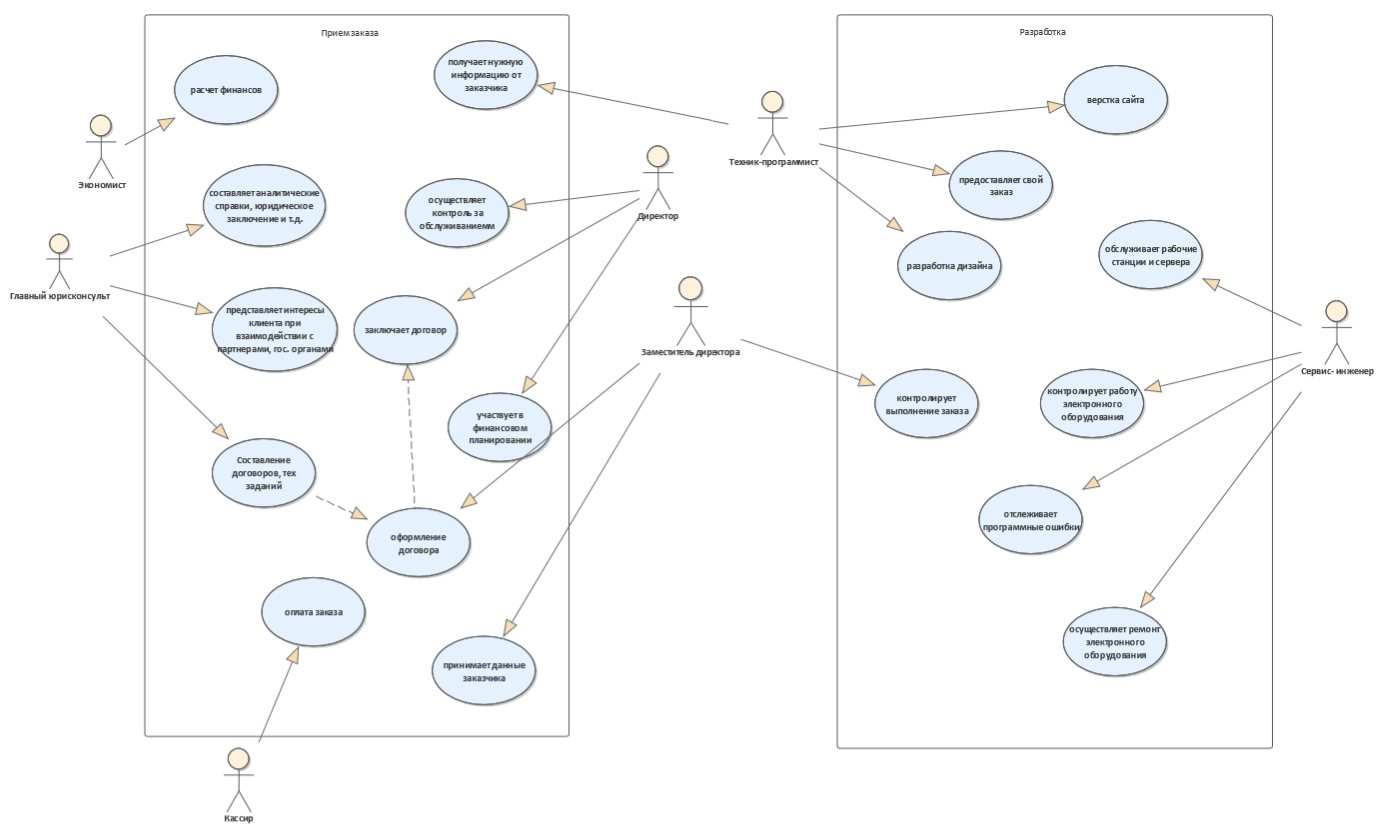 Прием заказа
расчет финансов
получает нужную
информацию от
заказчика
Экономист
составляет аналитические
справки, юридическое
заключение и т.д.
осуществляет
контроль за
обслуживаниемм
Директор
Главный юрисконсульт
представляет интересы
клиента при
взаимодействии с
партнерами, гос. органами
заключает договор
Заместитель директора
участвует в
финансовом
планировании
Составление
договоров, тех
заданий
оформление
договора
оплата заказа
принимает данные
заказчика
Кассир
Разработка
верстка сайта
Техник-программист
предоставляет свой
заказ
разработка дизайна
обслуживает рабочие
станции и сервера
Сервис- инженер
контролирует
выполнение заказа
контролирует работу
электронного
оборудования
отслеживает
программные ошибки
осуществляет ремонт
электронного
оборудования